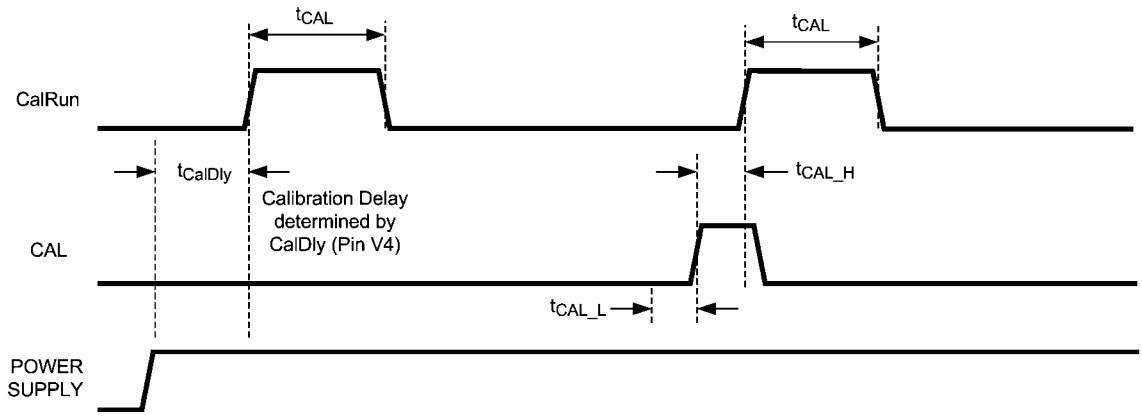 tCAL
tCAL
CalRun
tCalDly
tCAL_H
Calibration Delay
determined by
CalDly (Pin V4)
CAL
tCAL_L
POWER
SUPPLY